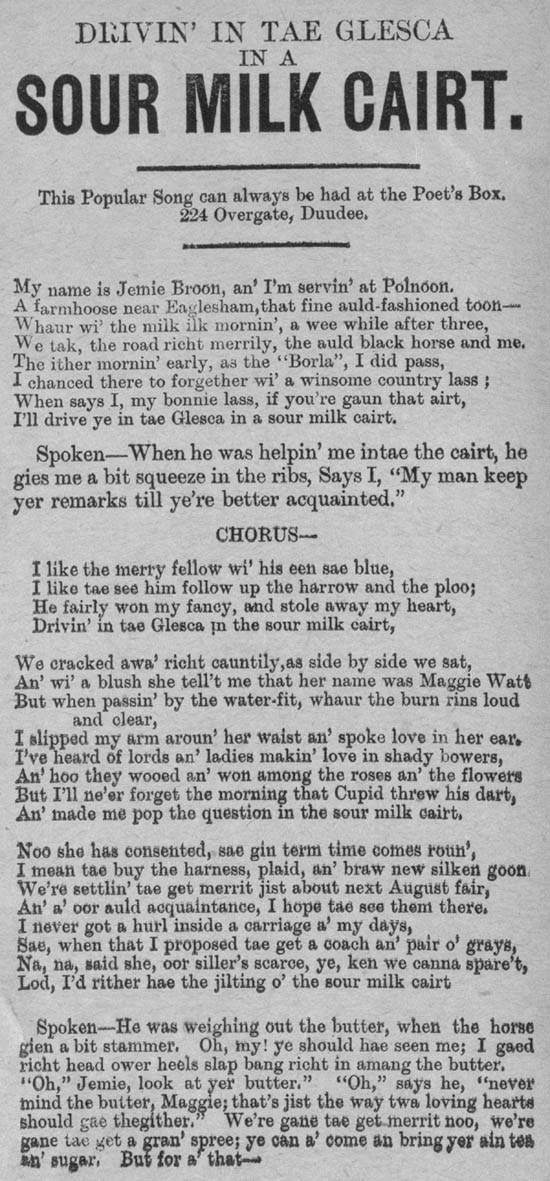 DRIVIN' IN TAE GLESCA
IN A
SOUR MILK CAIRT.
This Popular Song can always be had at the Poet's Box.
224 Overgate, Duudee.
My name is Jemie Broon, an' I'm servin' at Polnoon.
A farmhoose near Eaglesham, that fine auld-fashioned toon—
Whaur wi' the milk ilk mornin', a wee while after three,
We tak, the road richt merrily, the auld black horse and me.
The ither mornin' early, as the "Borla", I did pass,
I chanced there to forgether wi' a winsome country lass ;
When says I, my bonnie lass, if you're gaun that airt,
I'll drive ye in tae Glesca in a sour milk cairt.
Spoken—When he was helpin' me intae the cairt, he
gies me a bit squeeze in the ribs, Says I, "My man keep
yer remarks till ye're better acquainted."
CHORUS—
I like the merry fellow wi' his een sae blue,
I like tae see him follow up the harrow and the ploo;
He fairly won my fancy, and stole away my heart,
Drivin' in tae Glesca in the sour milk cairt,
We cracked awa' richt cauntily, as side by side we sat,
An' wi' a blush she tell't me that her name was Maggie Watt
But when passin' by the water-fit, whaur the burn rins loud
and clear,
I slipped my arm aroun' her waist an' spoke love in her ear.
I've heard of lords an' ladies makin' love in shady bowers,
An' hoo they wooed an' won among the roses an' the flowers
But I'll ne'er forget the morning that Cupid threw his dart,
An' made me pop the question in the sour milk cairt.
Noo she has consented, sae gin term time comes roun',
I mean tae buy the harness, plaid, an' braw new silken goon.
We're settlin' tae get merrit jist about next August fair,
An' a' oor auld acquaintance, I hope tae see them there.
I never got a hurl inside a carriage a' my days,
Sae, when that I proposed tae get a coach an' pair o' grays,
Na, na, said she, oor siller's scarce, ye, ken we canna spare't,
Lod, I'd rither hae the jilting o' the sour milk cairt
Spoken—He was weighing out the butter, when the horse
gien a bit stammer. Oh, my! ye should hae seen me; I gaed
richt head ower heels slap bang richt in amang the butter.
"Oh," Jemie, look at yer butter." "Oh," says he, "never
mind the butter, Maggie; that's jist the way twa loving hearts
should gae thegither." We're gane tae get merrit noo, we're
gane tae get a gran' spree; ye can a' come an bring yer ain tea
an' sugar. But for a' that—